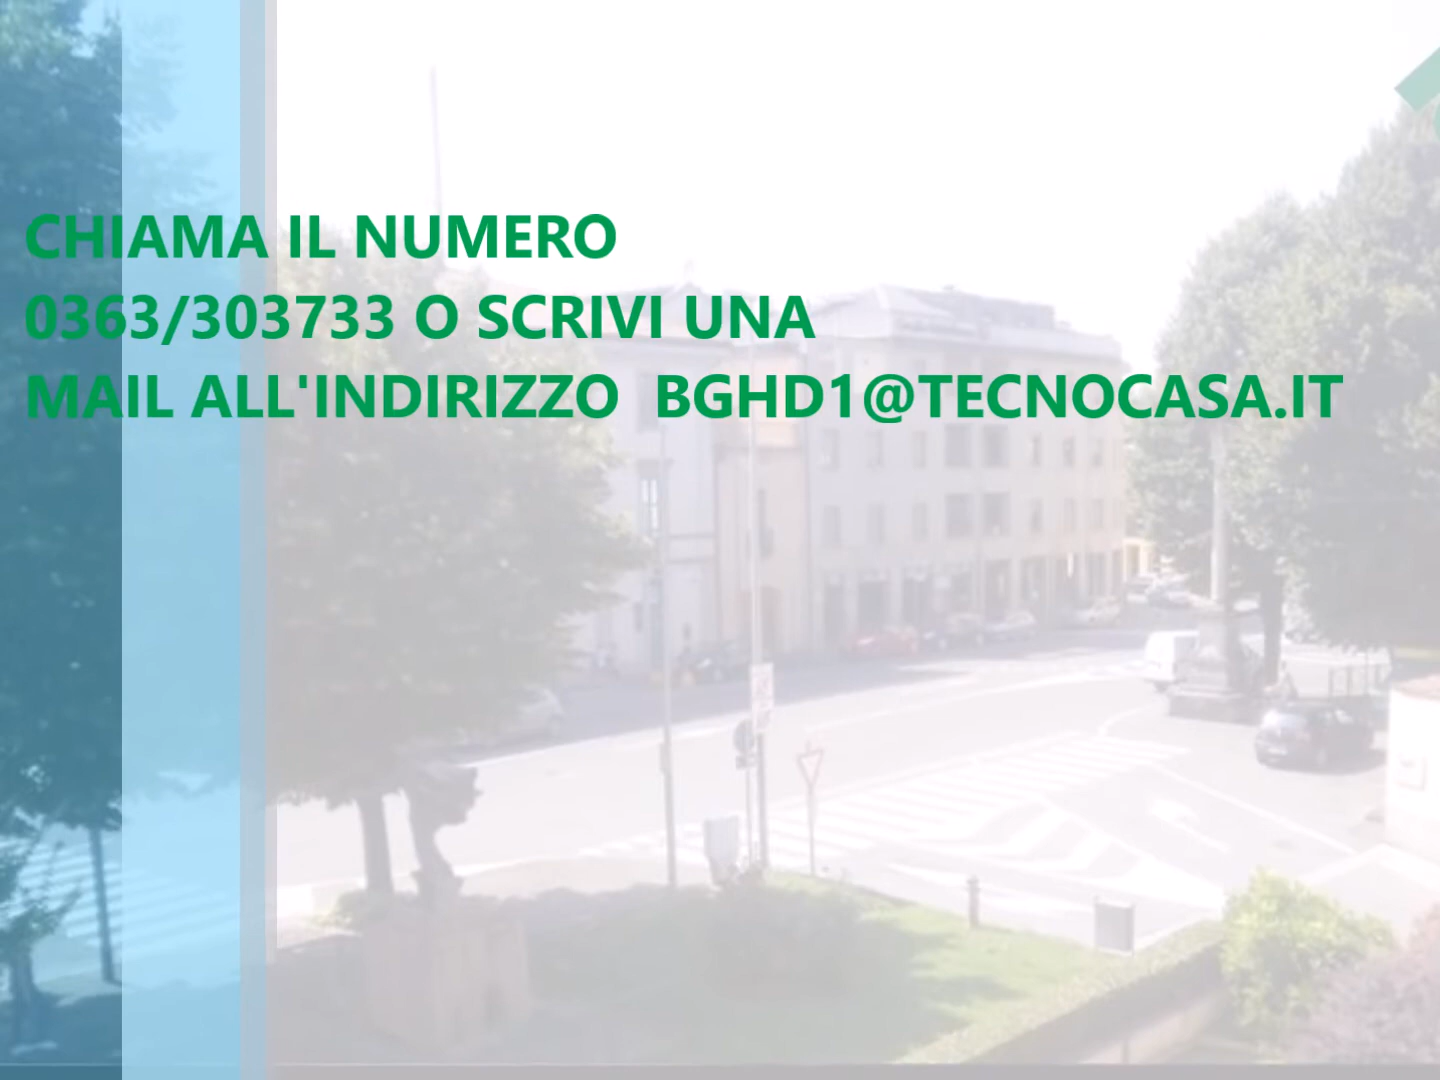 CHIAMA IL NUMERO
0363/303733 O SCRIVI UNA
MAIL ALL'INDIRIZZO  BGHD1@TECNOCASA.IT